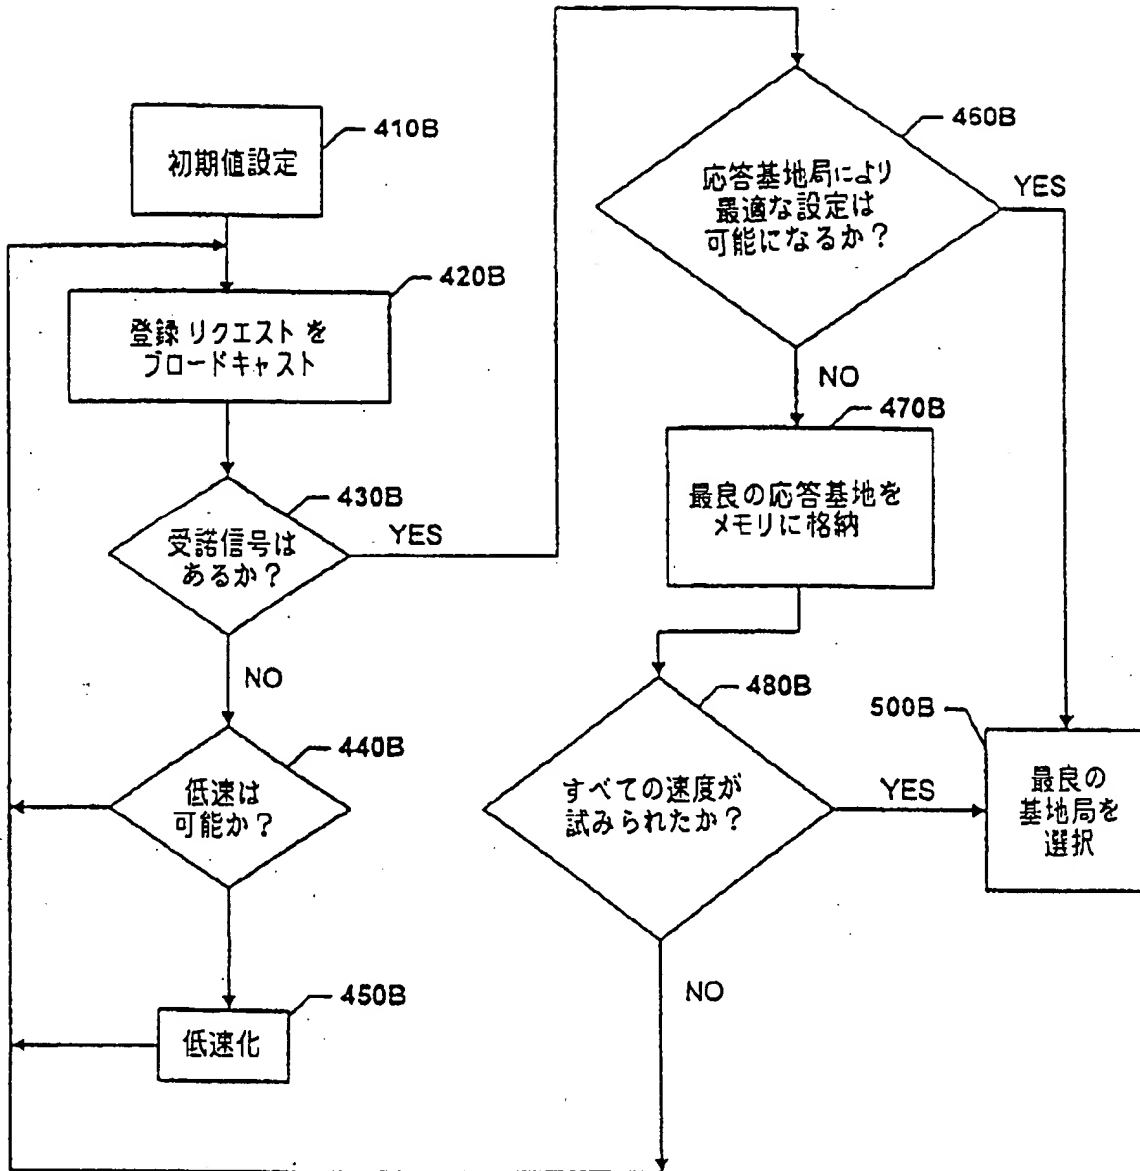 初期値設定
410B
登録リクエストを
ブロードキャスト
420B
受諾信号は
あるか?
430B
YES
NO
低速は
可能か?
440B
低速化
450B
応答基地局により
最適な設定は
可能になるか?
460B
YES
NO
470B
最良の応答基地を
メモリに格納
480B
すべての速度が
試みられたか?
YES
NO
500B
最良の
基地局を
選択